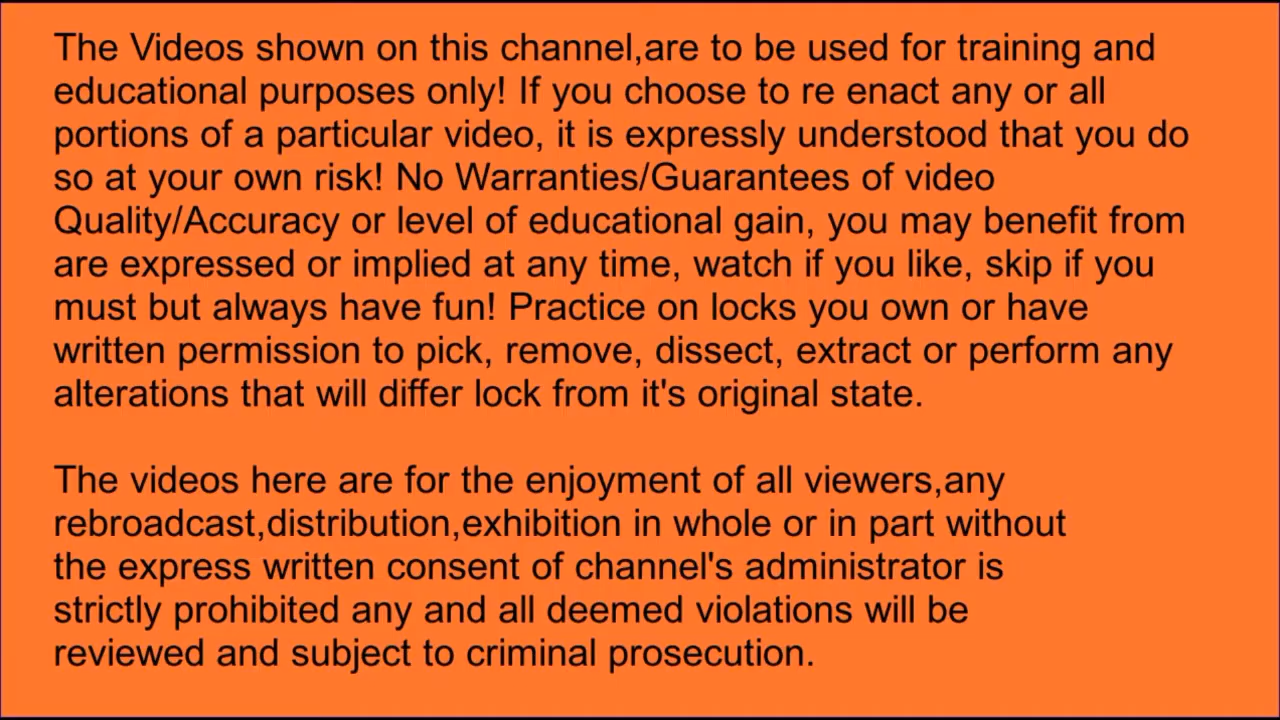 The Videos shown on this channel,are to be used for training and
educational purposes only! If you choose to re enact any or all
portions of a particular video, it is expressly understood that you do
so at your own risk! No Warranties/Guarantees of video
Quality/Accuracy or level of educational gain, you may benefit from
are expressed or implied at any time, watch if you like, skip if you
must but always have fun! Practice on locks you own or have
written permission to pick, remove, dissect, extract or perform any
alterations that will differ lock from it's original state.
The videos here are for the enjoyment of all viewers,any
rebroadcast,distribution,exhibition in whole or in part without
the express written consent of channel's administrator is
strictly prohibited any and all deemed violations will be
reviewed and subject to criminal prosecution.